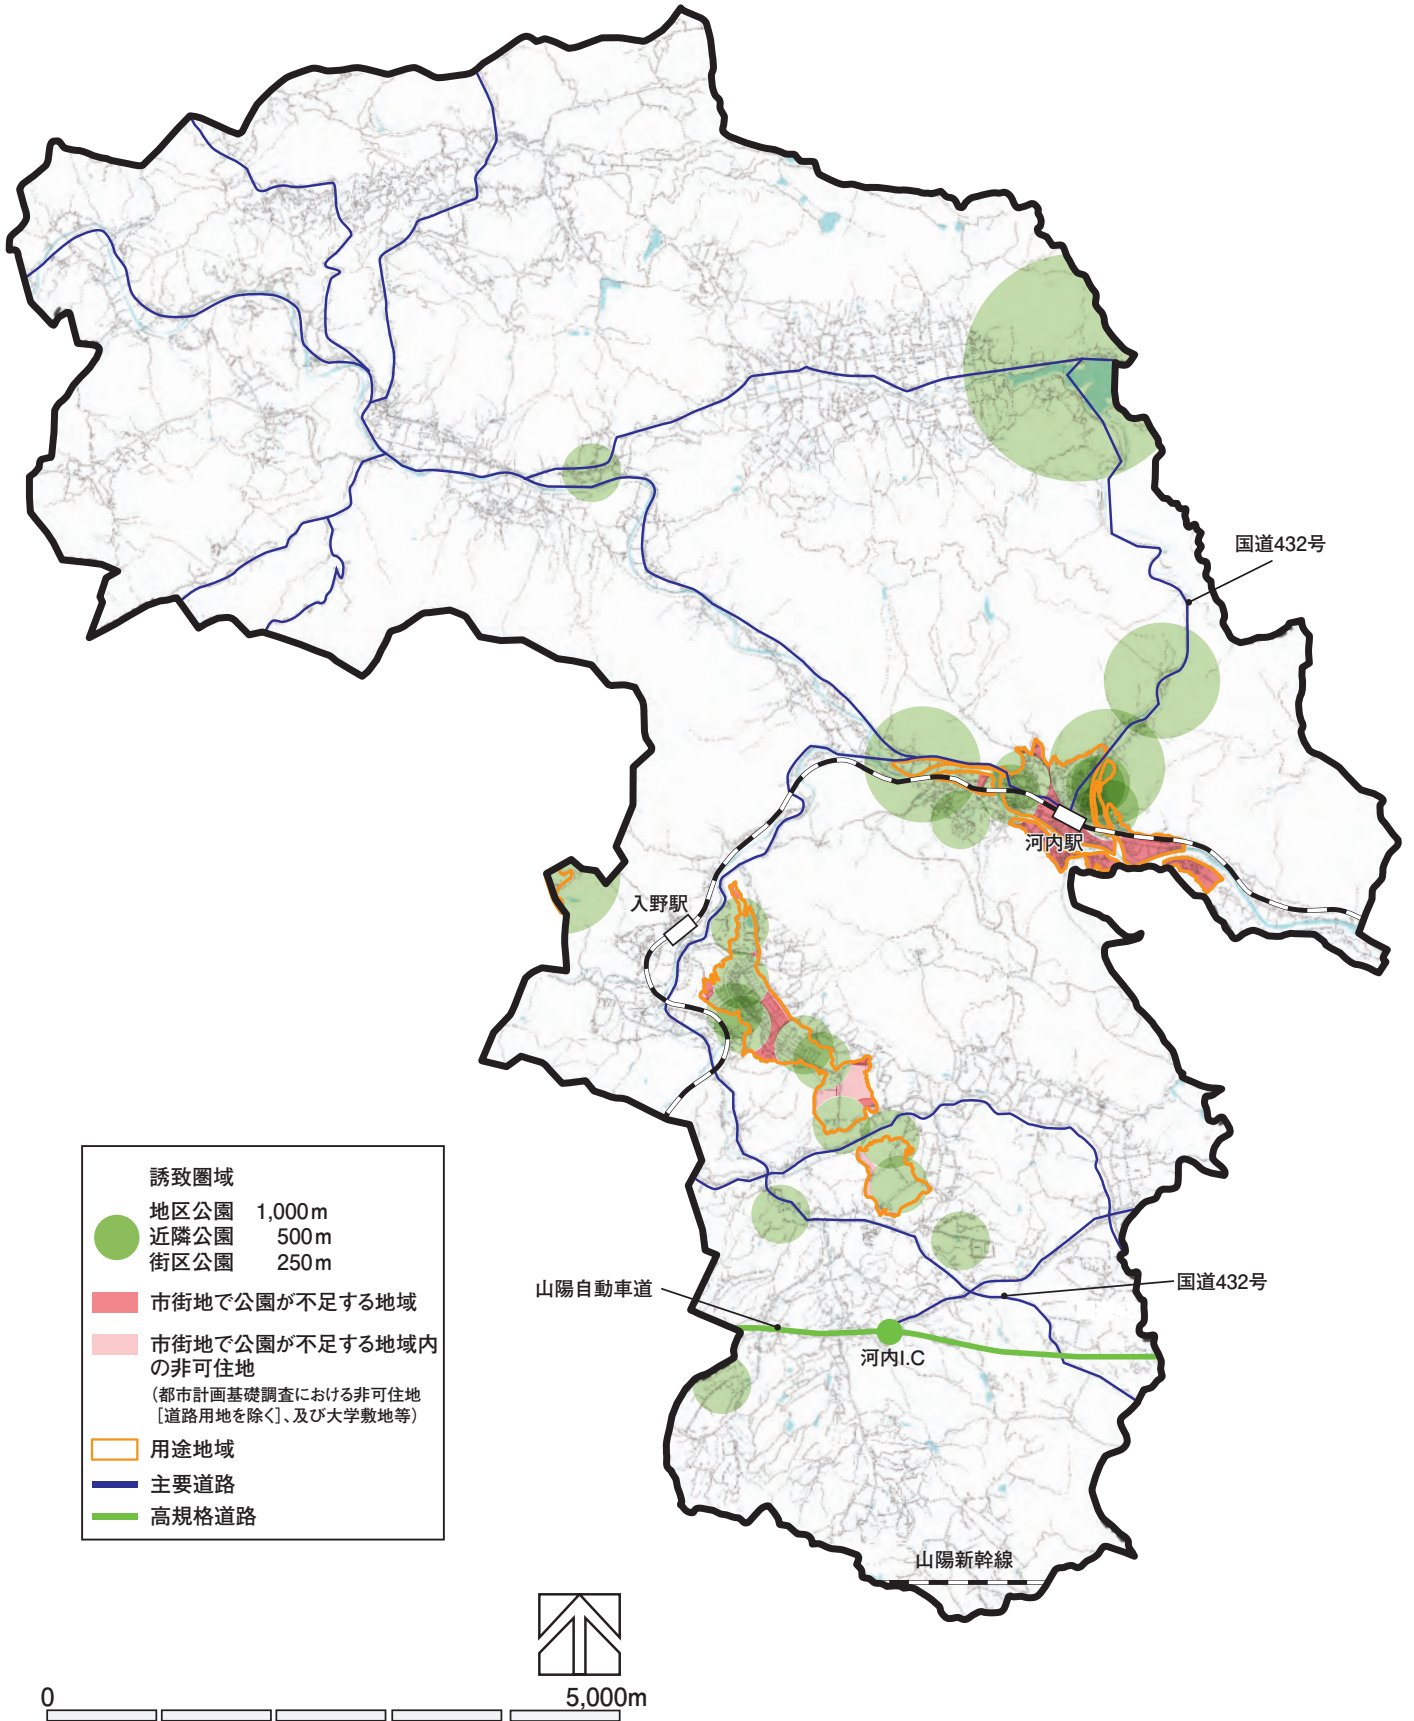 国道432号
河内駅
入野駅
誘致圏域
地区公園 1,000m
近隣公園 500m
街区公園 250m
市街地で公園が不足する地域
市街地で公園が不足する地域内
の非可住地
(都市計画基礎調査における非可住地
[道路用地を除く]、及び大学敷地等)
用途地域
主要道路
高規格道路
山陽自動車道
国道432号
河内I.C
山陽新幹線
0 5,000m